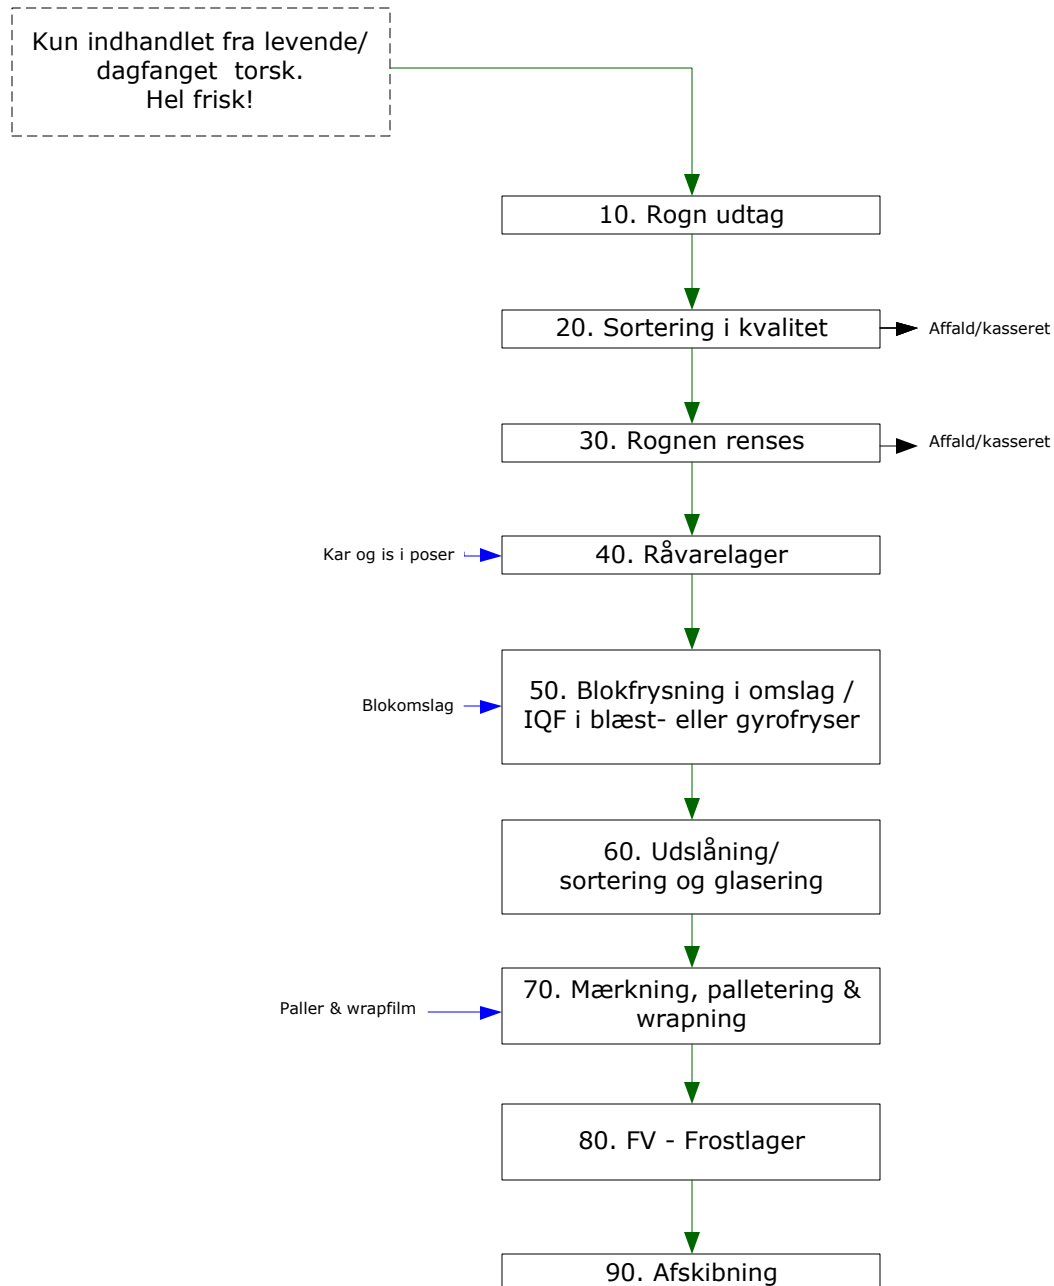 Kun indhandlet fra levende/
dagfanget torsk.
Hel frisk!
10. Rogn udtag
20. Sortering i kvalitet
Affald/kasseret
30. Rognen renses
Affald/kasseret
Kar og is i poser
40. Råvarelager
Blokomslag
50. Blokfrysning i omslag /
IQF i blæst- eller gyrofryser
60. Udslåning/
sortering og glasering
Paller & wrapfilm
70. Mærkning, palletering &
wrapning
80. FV - Frostlager
90. Afskibning